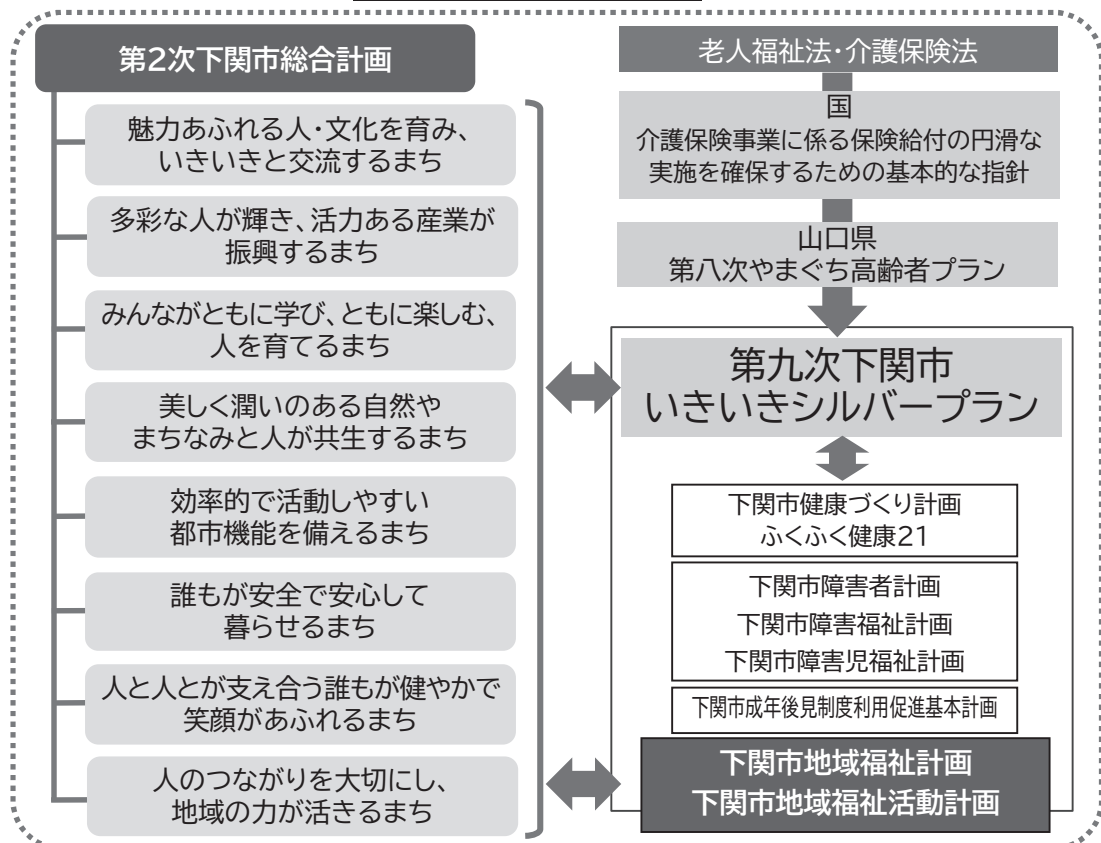 第2次下関市総合計画
魅力あふれる人・文化を育み、
いきいきと交流するまち
多彩な人が輝き、活力ある産業が
振興するまち
みんながともに学び、ともに楽しむ、
人を育てるまち
美しく潤いのある自然や
まちなみと人が共生するまち
効率的で活動しやすい
都市機能を備えるまち
誰もが安全で安心して
暮らせるまち
人と人とが支え合う誰もが健やかで
笑顔があふれるまち
人のつながりを大切にし、
地域の力が活きるまち
老人福祉法・介護保険法
国
介護保険事業に係る保険給付の円滑な
実施を確保するための基本的な指針
山口県
第八次やまぐち高齢者プラン
第九次下関市
いきいきシルバープラン
下関市健康づくり計画
ふくふく健康21
下関市障害者計画
下関市障害福祉計画
下関市障害児福祉計画
下関市成年後見制度利用促進基本計画
下関市地域福祉計画
下関市地域福祉活動計画